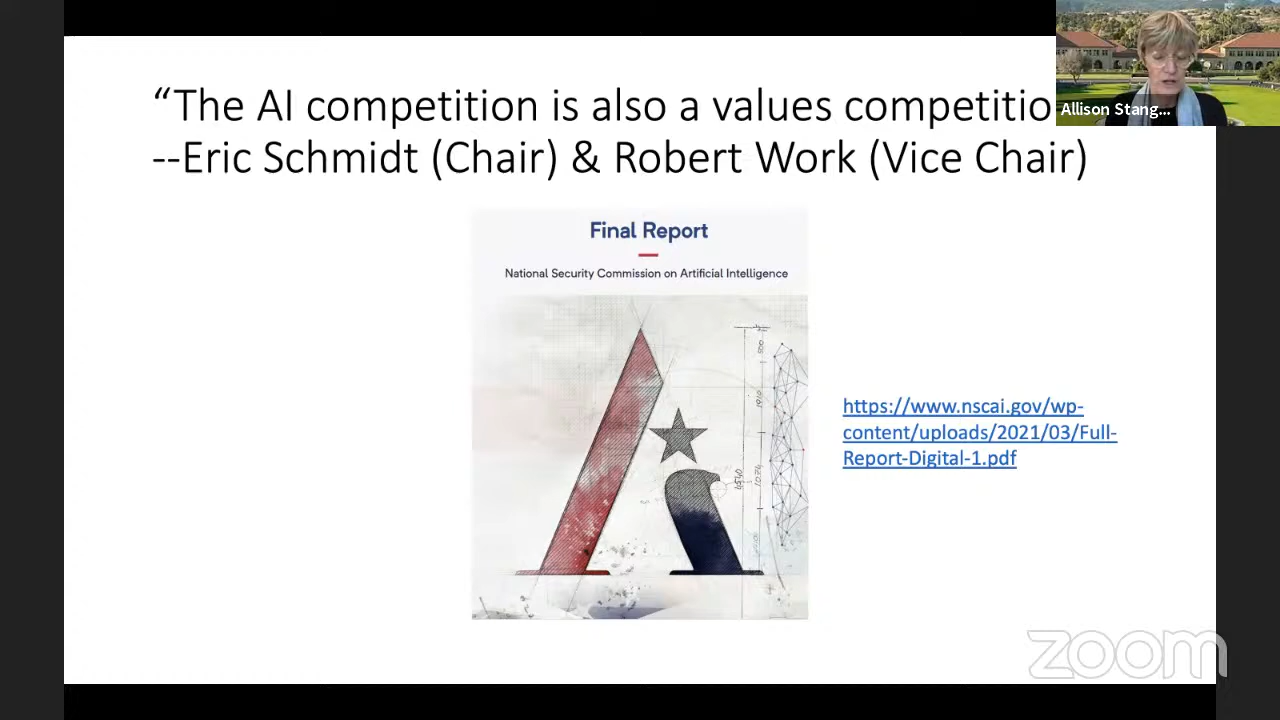 “The AI competition is also a values competitio
Allison Stang...
--Eric Schmidt (Chair) & Robert Work (Vice Chair)
Final Report
National Security Commission on Artificial Intelligence
https://www.nscai.gov/wp-
content/uploads/2021/03/Full-
Report-Digital-1.pdf
zoom